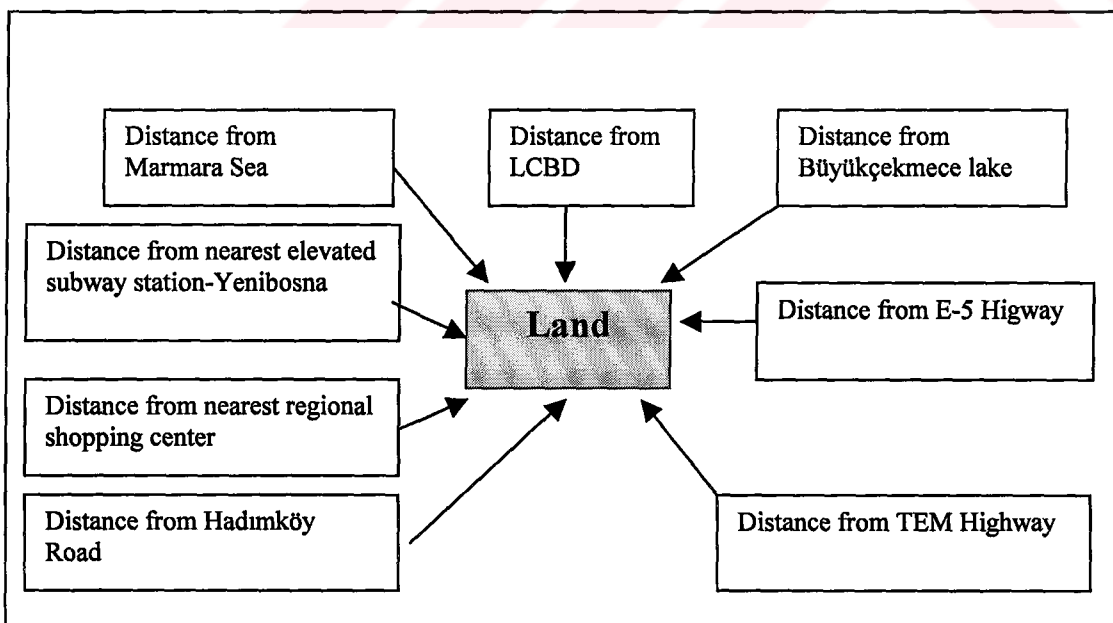 Distance from
Marmara Sea
Distance from
LCBD
Distance from
Büyükçekmece lake
Distance from nearest elevated
subway station-Yenibosna
Land
Distance from E-5 Higway
Distance from nearest regional
shopping center
Distance from Hadımköy
Road
Distance from TEM Highway